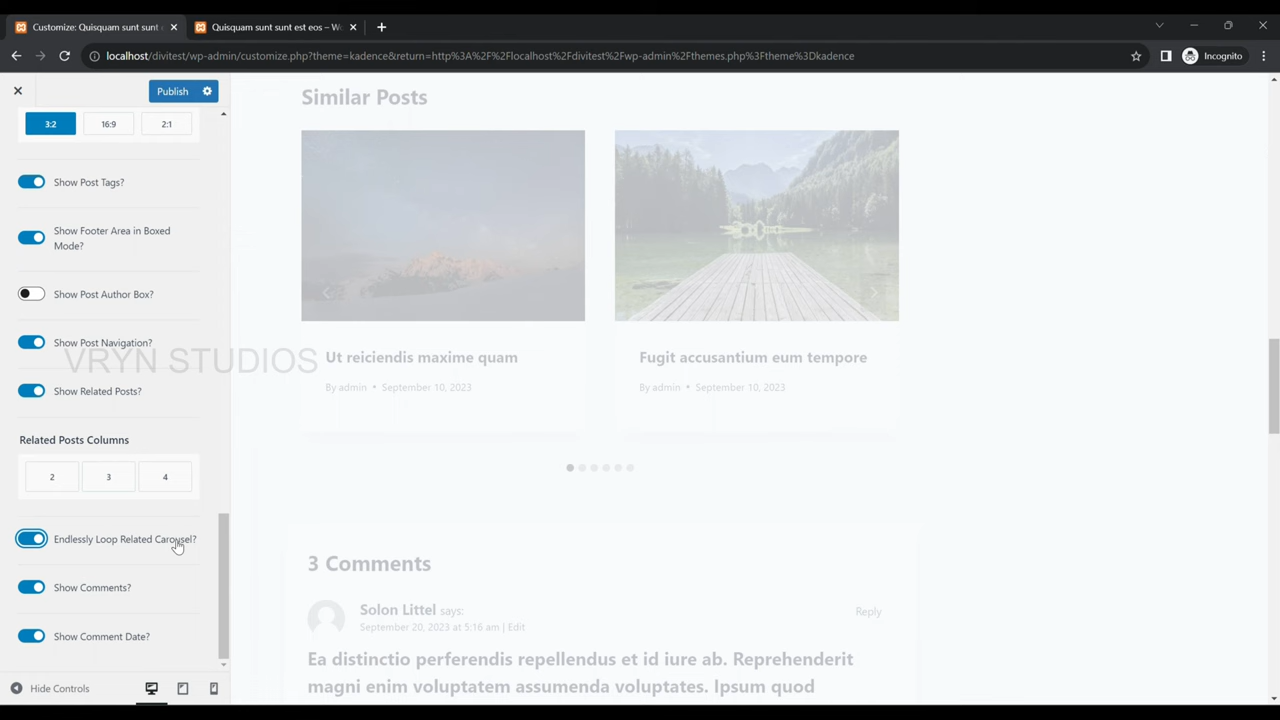 Customize: Quisquam sunt sunt
Quisquam sunt sunt est eos – Wo
localhost/divitest/wp-admin/customize.php?theme=kadence&return=http%3A%2F%2Flocalhost%2Fdivitest%2Fwp-admin%2Fthemes.php%3Ftheme%3Dkadence
Incognito
Publish
3:2
16:9
2:1
Show Post Tags?
Show Footer Area in Boxed
Mode?
Show Post Author Box?
Show Post Navigation?
VRYN STUDIOS
Show Related Posts?
Related Posts Columns
2
3
4
Endlessly Loop Related Carousel?
Show Comments?
Show Comment Date?
Hide Controls
Similar Posts
Ut reiciendis maxime quam
By admin • September 10, 2023
Fugit accusantium eum tempore
By admin • September 10, 2023
3 Comments
Solon Littel says:
Reply
September 20, 2023 at 5:16 am | Edit
Ea distinctio perferendis repellendus et id iure ab. Reprehenderit
magni enim voluptatem assumenda voluptates. Ipsum quod